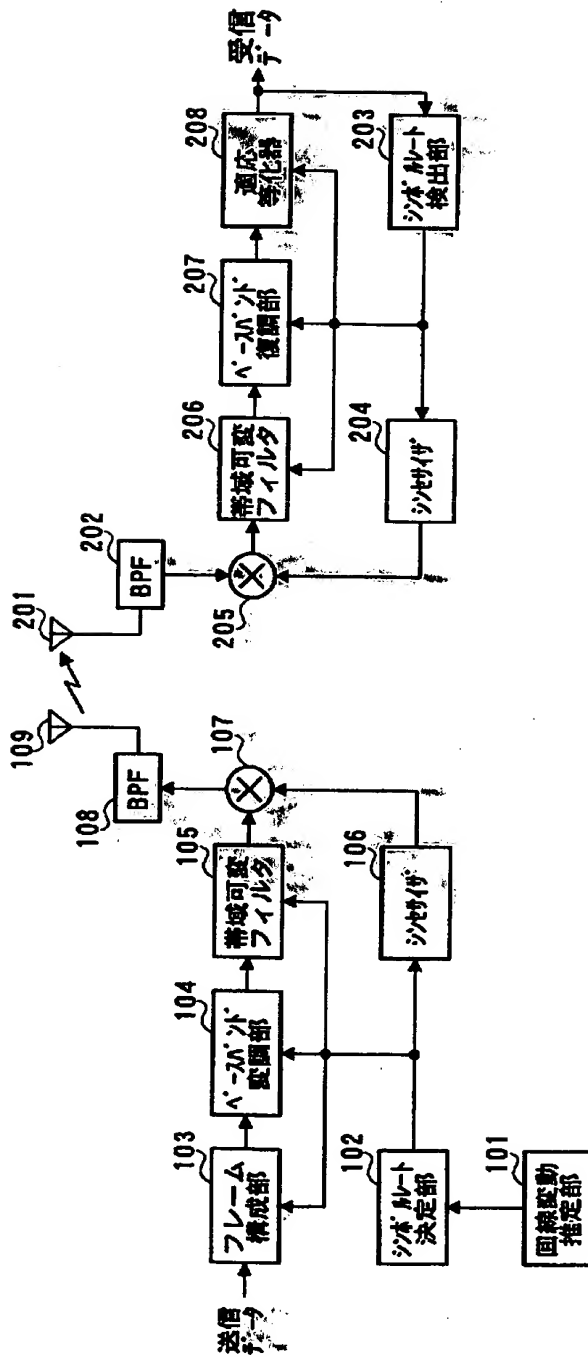 送信
データ
103
フレーム
構成部
104
ベースバンド
変調部
105
帯域可変
フィルタ
107
108
BPF
109
101
回線変動
推定部
102
シンボルレート
決定部
106
シンセサイザ
201
202
BPF
205
206
帯域可変
フィルタ
207
ベースバンド
復調部
208
適応
等化器
受信
データ
203
シンボルレート
検出部
204
シンセサイザ